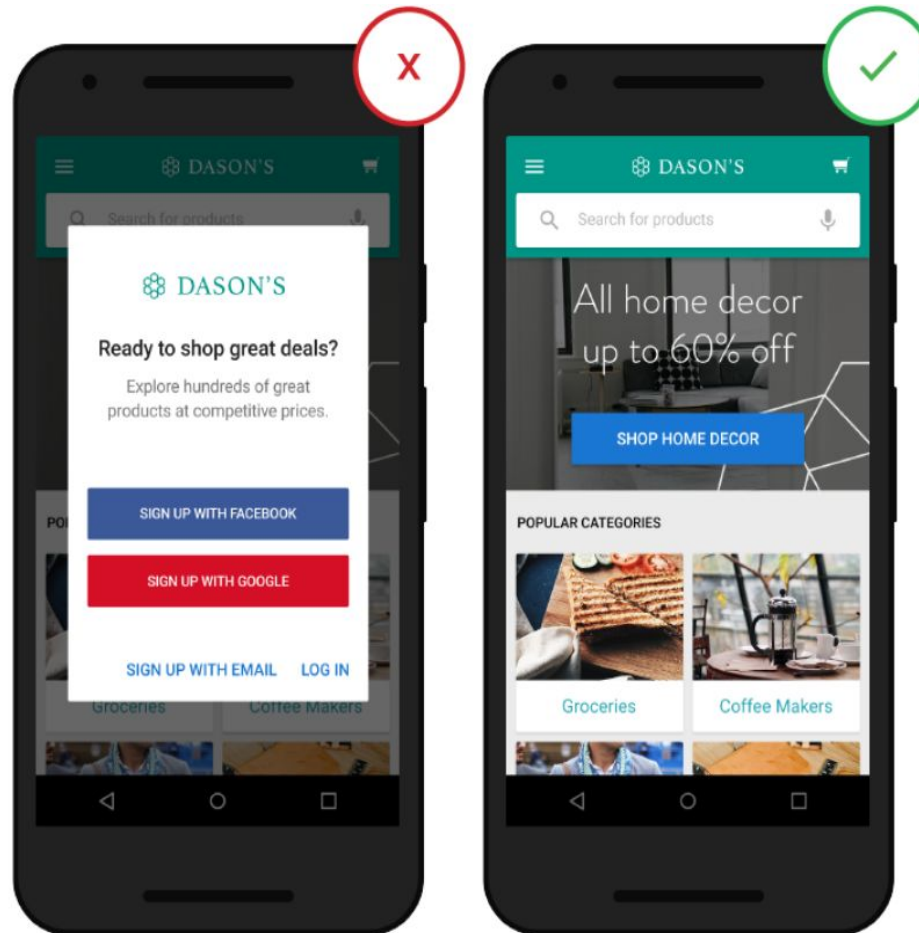 X
DASON'S
Search for products
DASON'S
Ready to shop great deals?
Explore hundreds of great
products at competitive prices.
SIGN UP WITH FACEBOOK
SIGN UP WITH GOOGLE
SIGN UP WITH EMAIL LOG IN
Groceries Coffee Makers
DASON'S
Search for products
All home decor
up to 60% off
SHOP HOME DECOR
POPULAR CATEGORIES
Groceries Coffee Makers